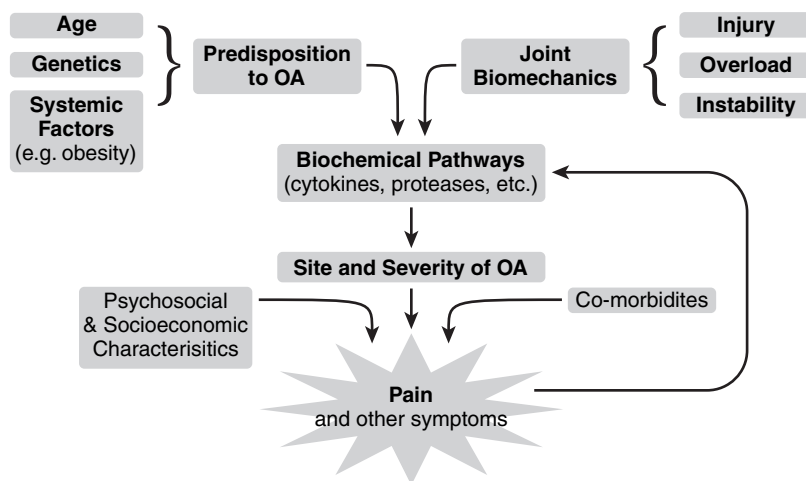 Age
Genetics
Systemic
Factors
(e.g. obesity)
Predisposition
to OA
Joint
Biomechanics
Injury
Overload
Instability
Biochemical Pathways
(cytokines, proteases, etc.)
Site and Severity of OA
Psychosocial
& Socioeconomic
Characterisitics
Co-morbidites
Pain
and other symptoms